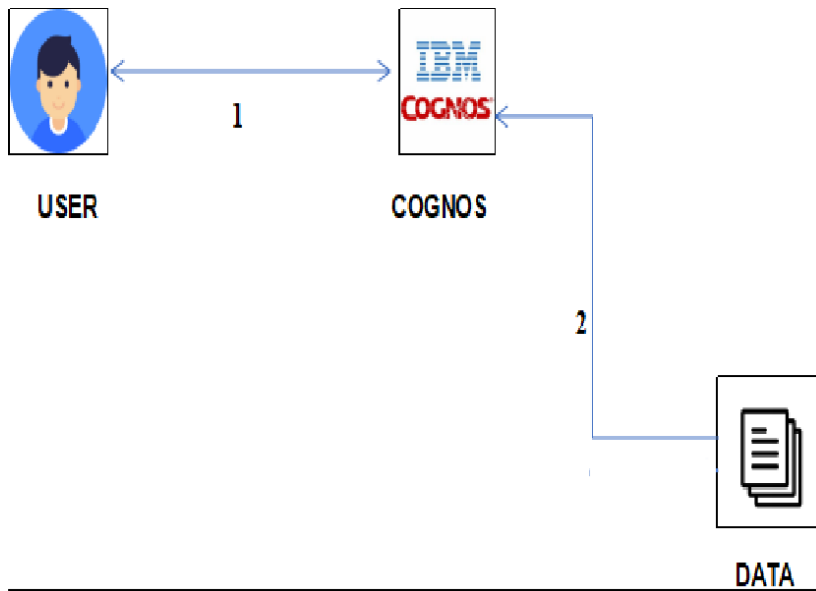 IBM
COGNOS
1
USER
COGNOS
2
DATA